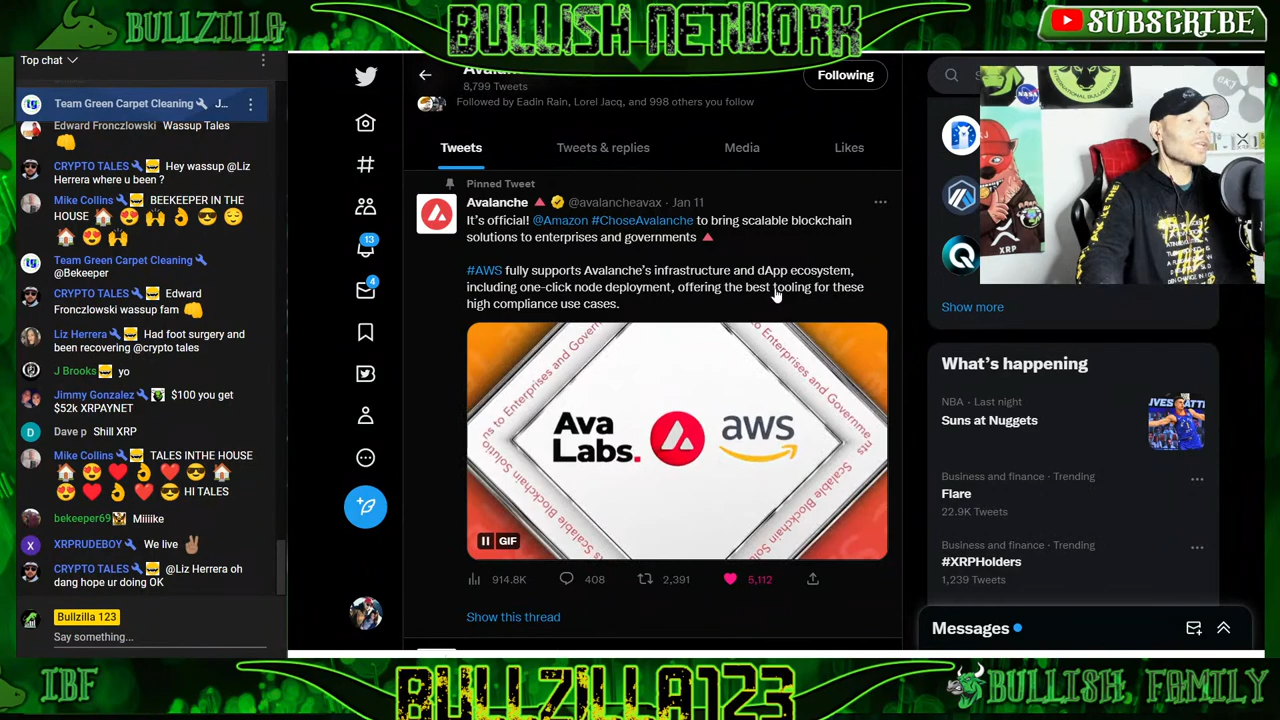 BULLZILLA
BULLISH NETWORK
SUBSCRIBE
Top chat
Team Green Carpet Cleaning J...
Edward Fronczlowski Wassup Tales
👊
CRYPTO TALES Hey wassup @Liz
Herrera where u been ?
Mike Collins BEEKEEPER IN THE
HOUSE 🏠 😍 🙌 👌 😎 😌
🏠 😍 🙌
Team Green Carpet Cleaning
@Bekeeper
CRYPTO TALES Edward
Fronczlowski wassup fam 👊
Liz Herrera Had foot surgery and
been recovering @crypto tales
J Brooks yo
Jimmy Gonzalez $100 you get
$52k XRPAYNET
D
Dave p Shill XRP
Mike Collins TALES INTHE HOUSE
🏠 😍 ❤️ 👌 ❤️ 😎 🏠
😍 ❤️ 👌 ❤️ 😎 HI TALES
bekeeper69 Miiiike
X
XRPRUDEBOY We live ✌🏽
CRYPTO TALES @Liz Herrera oh
dang hope ur doing OK
Bullzilla 123
Say something...
13
4
8,799 Tweets
Following
Followed by Eadin Rain, Lorel Jacq, and 998 others you follow
Tweets
Tweets & replies
Media
Likes
Pinned Tweet
Avalanche 🔺 @avalancheavax · Jan 11
It's official! @Amazon #ChoseAvalanche to bring scalable blockchain
solutions to enterprises and governments 🔺
#AWS fully supports Avalanche's infrastructure and dApp ecosystem,
including one-click node deployment, offering the best tooling for these
high compliance use cases.
Ava
Labs.
aws
GIF
914.8K
408
2,391
5,112
Show this thread
NASA
INTERNATIONAL BULLISHFAMILY
XRP
Show more
What's happening
NBA · Last night
Suns at Nuggets
Business and finance · Trending
Flare
22.9K Tweets
Business and finance · Trending
#XRPHolders
1,239 Tweets
Messages
IBF
BULLZILLA123
BULLISH FAMILY